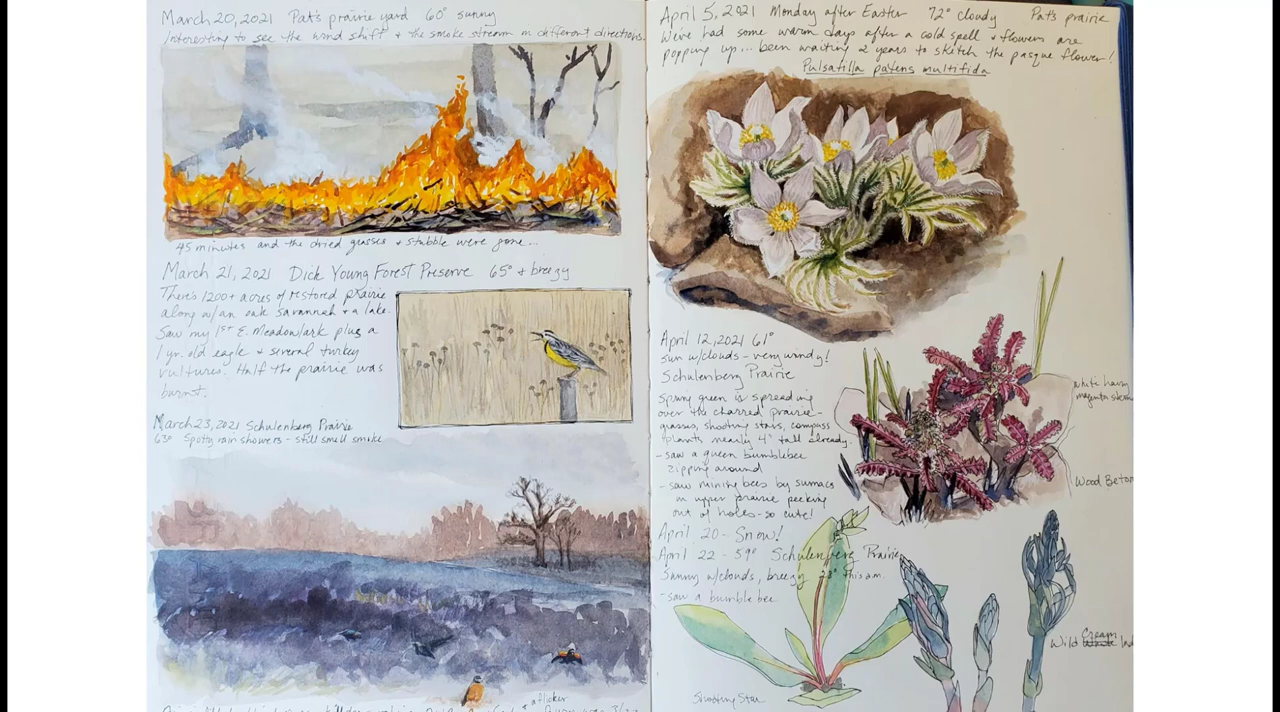 March 20, 2021 Pat's prairie yard 60° sunny
Interesting to see the wind shift & the smoke stream in different directions.
45 minutes and the dried grasses & stubble were gone...
March 21, 2021 Dick Young Forest Preserve 65° & breezy
There's 1200+ acres of restored prairie
along w/an oak savannah & a lake.
Saw my 1st E. Meadowlark plus a
1 yr. old eagle & several turkey
vultures. Half the prairie was
burnt.
March 23, 2021 Schulenberg Prairie
63° Spotty rain showers - still smell smoke
& a flicker
April 5, 2021 Monday after Easter 72° cloudy Pat's prairie
We've had some warm days after a cold spell & flowers are
popping up... been waiting 2 years to sketch the pasque flower!
Pulsatilla patens multifida
April 12, 2021 61°
sun w/clouds - very windy!
Schulenberg Prairie
Spring green is spreading
over the charred prairie-
grasses, shooting stars, compass
plants nearly 4" tall already.
- saw a green bumblebee
zipping around
- saw mining bees by sumacs
in upper prairie peeking
out of holes - so cute!
white hairy
magenta stem
Wood Beton
April 20 - Snow!
April 22 - 59° Schulenberg Prairie
Sunny w/clouds, breezy 28° this a.m.
- saw a bumble bee
Cream
Wild White Ind
Shooting Star